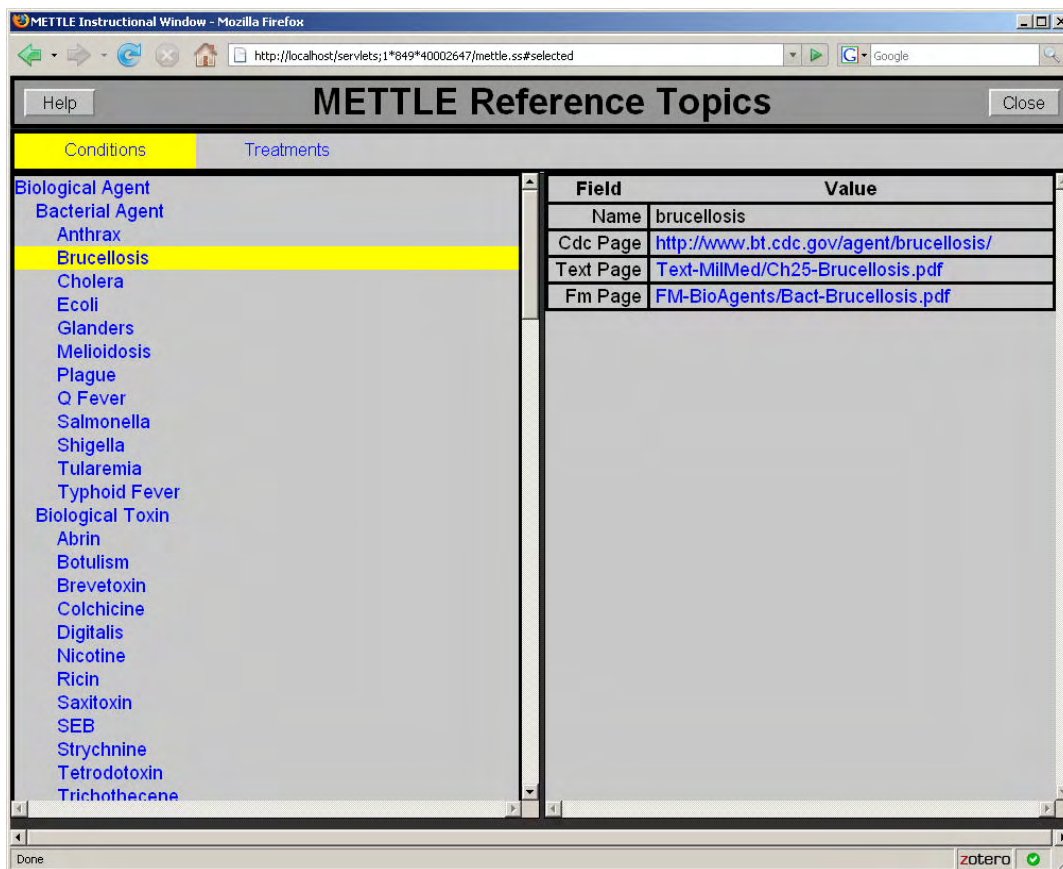 METTLE Instructional Window - Mozilla Firefox
http://localhost/servlets;1*849*40002647/mettle.ss#selected
G Google
Help METTLE Reference Topics Close
Conditions Treatments
Biological Agent
Bacterial Agent
Anthrax
Brucellosis
Cholera
Ecoli
Glanders
Melioidosis
Plague
Q Fever
Salmonella
Shigella
Tularemia
Typhoid Fever
Biological Toxin
Abrin
Botulism
Brevetoxin
Colchicine
Digitalis
Nicotine
Ricin
Saxitoxin
SEB
Strychnine
Tetrodotoxin
Trichothecene
Field Value
Name brucellosis
Cdc Page http://www.bt.cdc.gov/agent/brucellosis/
Text Page Text-MilMed/Ch25-Brucellosis.pdf
Fm Page FM-BioAgents/Bact-Brucellosis.pdf
Done
zotero